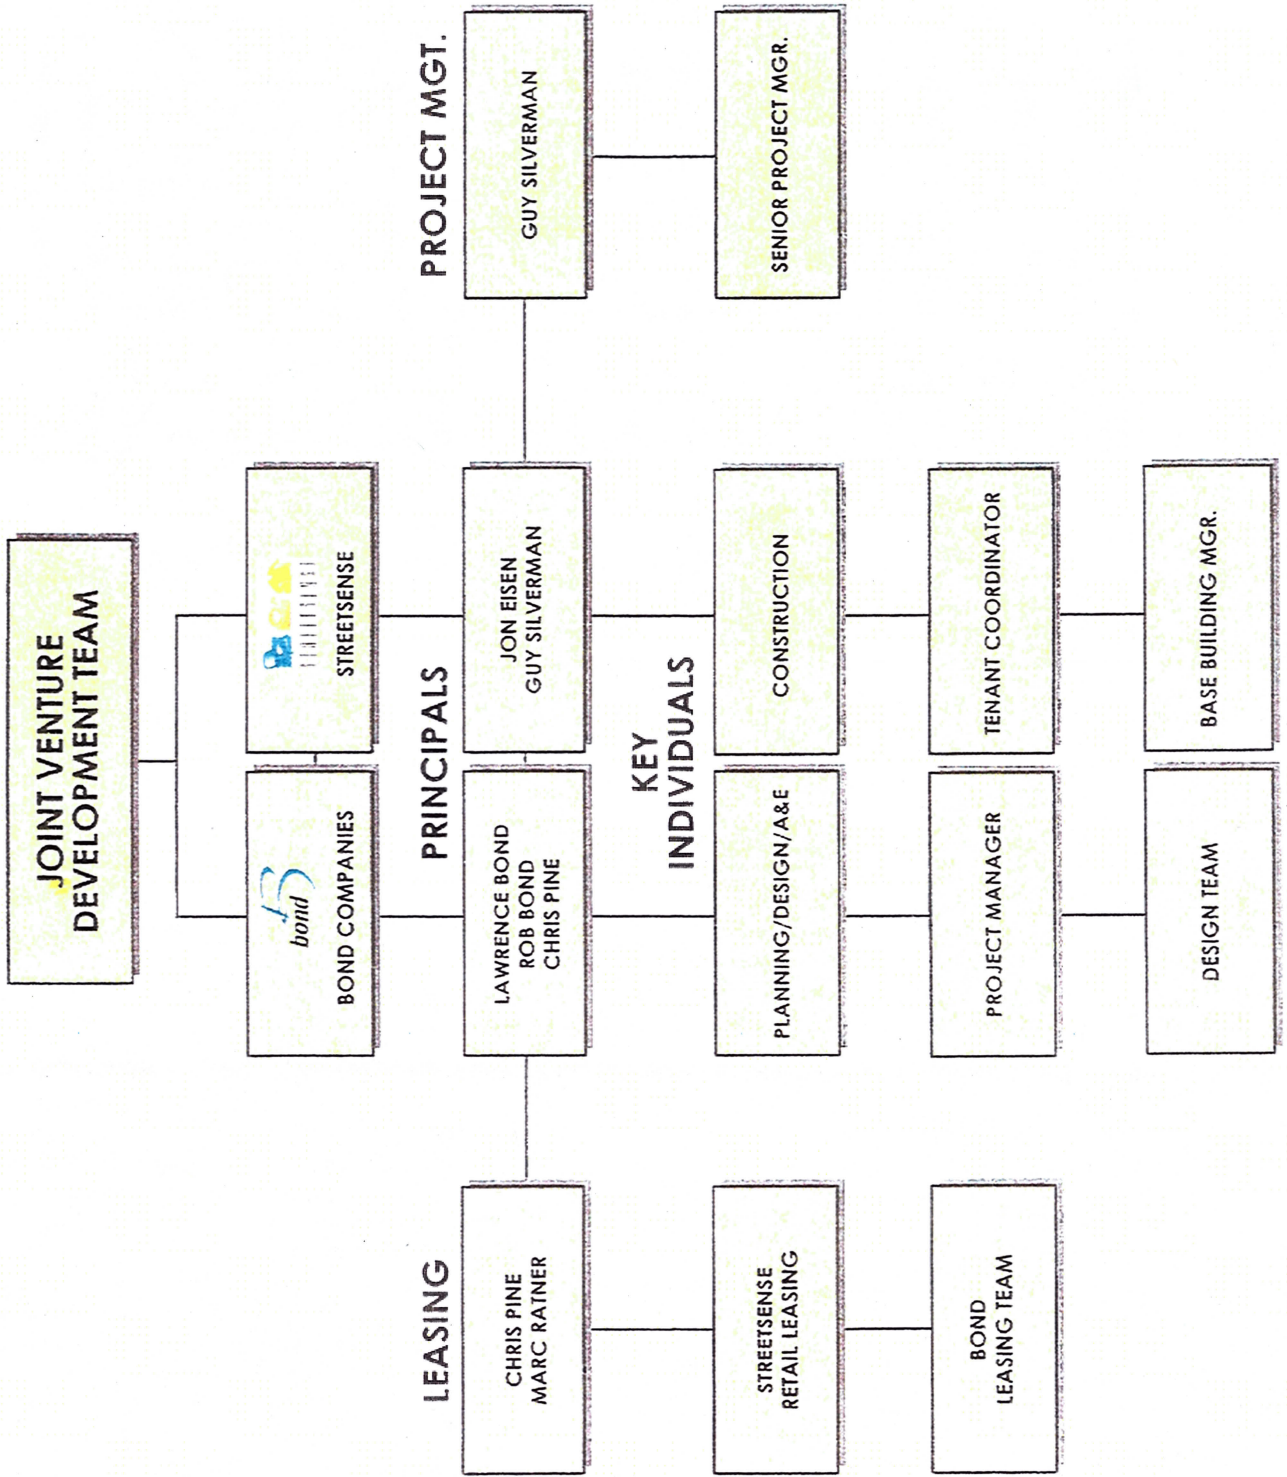 JOINT VENTURE
DEVELOPMENT TEAM
bond
BOND COMPANIES
STREETSENSE
STREETSENSE
LEASING
PRINCIPALS
PROJECT MGT.
CHRIS PINE
MARC RATNER
LAWRENCE BOND
ROB BOND
CHRIS PINE
JON EISEN
GUY SILVERMAN
GUY SILVERMAN
KEY
INDIVIDUALS
STREETSENSE
RETAIL LEASING
PLANNING/DESIGN/A&E
CONSTRUCTION
SENIOR PROJECT MGR.
BOND
LEASING TEAM
PROJECT MANAGER
TENANT COORDINATOR
DESIGN TEAM
BASE BUILDING MGR.